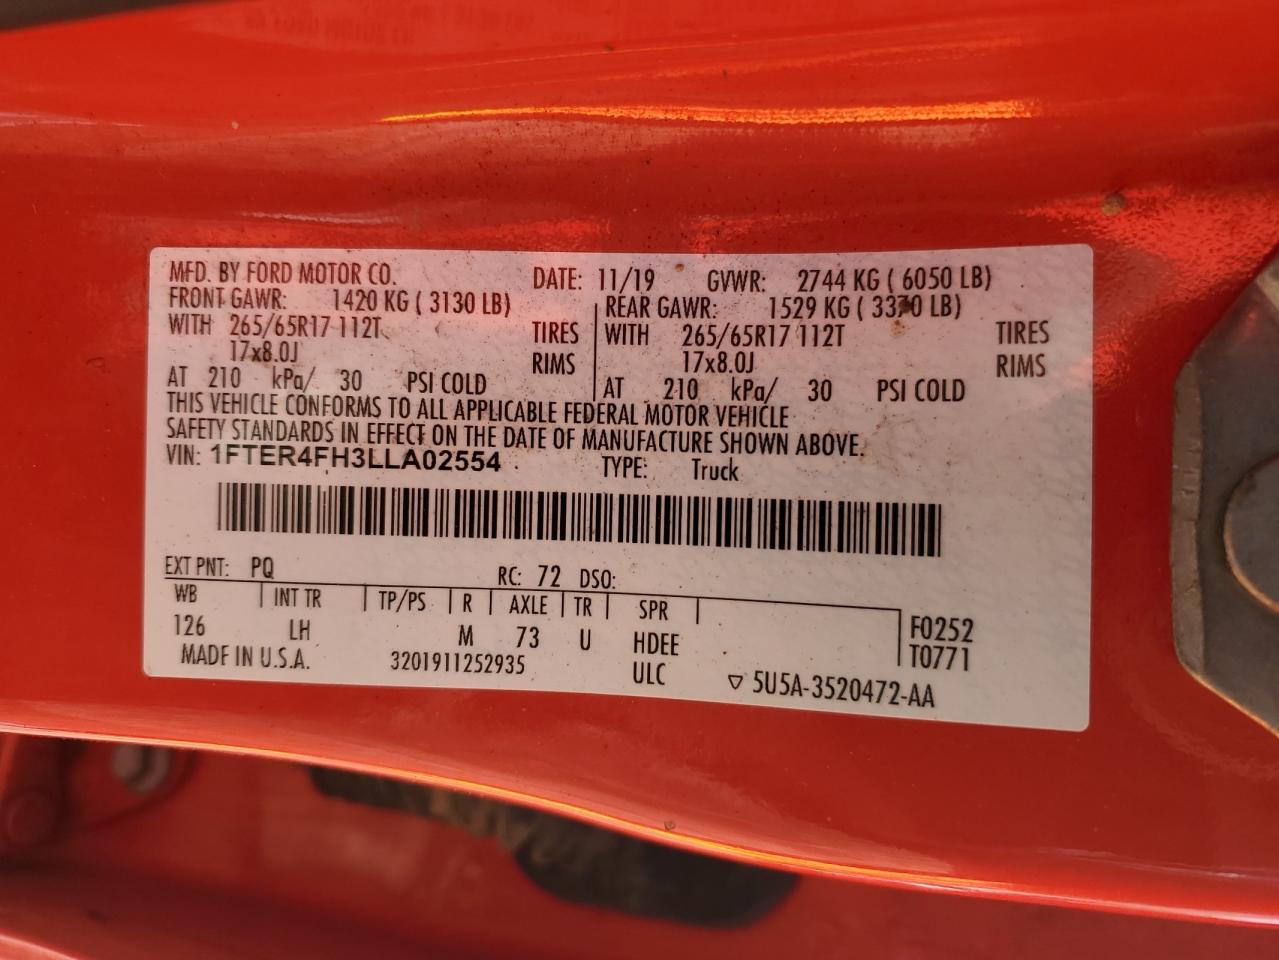 MFD. BY FORD MOTOR CO. DATE: 11/19 GVWR: 2744 KG ( 6050 LB)
FRONT GAWR: 1420 KG ( 3130 LB) REAR GAWR: 1529 KG ( 3370 LB)
WITH 265/65R17 112T TIRES WITH 265/65R17 112T TIRES
17x8.0J RIMS 17x8.0J RIMS
AT 210 kPa/ 30 PSI COLD AT 210 kPa/ 30 PSI COLD
THIS VEHICLE CONFORMS TO ALL APPLICABLE FEDERAL MOTOR VEHICLE
SAFETY STANDARDS IN EFFECT ON THE DATE OF MANUFACTURE SHOWN ABOVE.
VIN: 1FTER4FH3LLA02554 TYPE: Truck
EXT PNT: PQ RC: 72 DSO:
WB INT TR TP/PS R AXLE TR SPR
126 LH M 73 U HDEE F0252
T0771
MADE IN U.S.A. 3201911252935 ULC ▽ 5U5A-3520472-AA